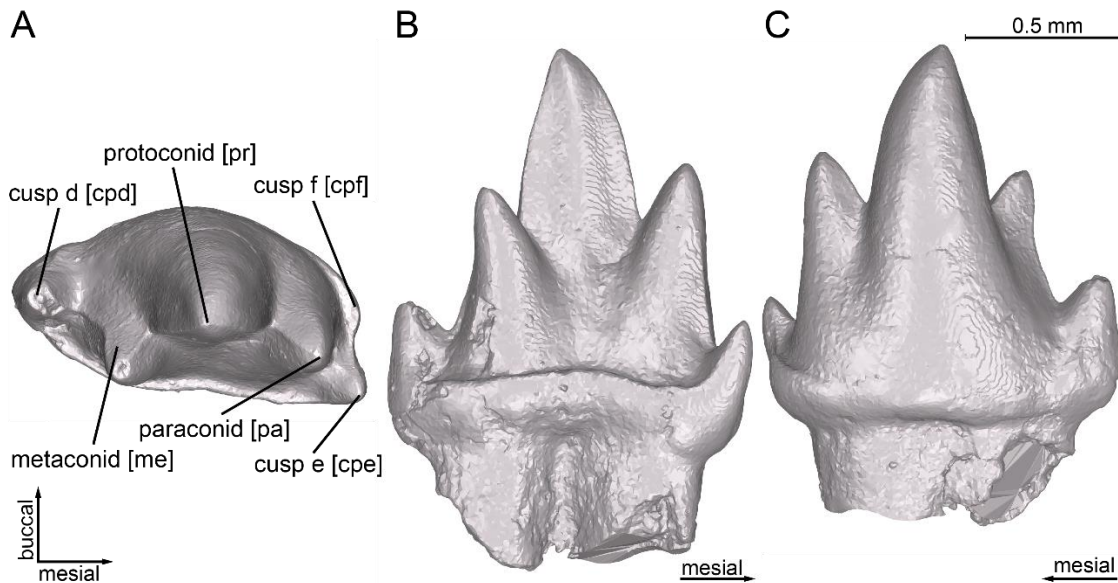 A
B
C
0.5 mm
protoconid [pr]
cusp d [cpd]
cusp f [cpf]
paraconid [pa]
metaconid [me]
cusp e [cpe]
buccal
mesial
mesial
mesial